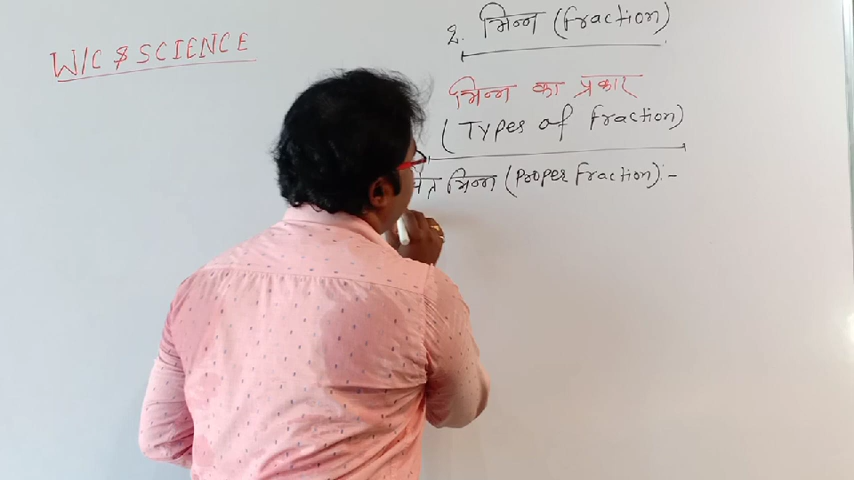 W/C $ SCIENCE
2. भिन्न (fraction)
भिन्न का प्रकार
(Types of fraction)
भिन्न (Proper fraction):-